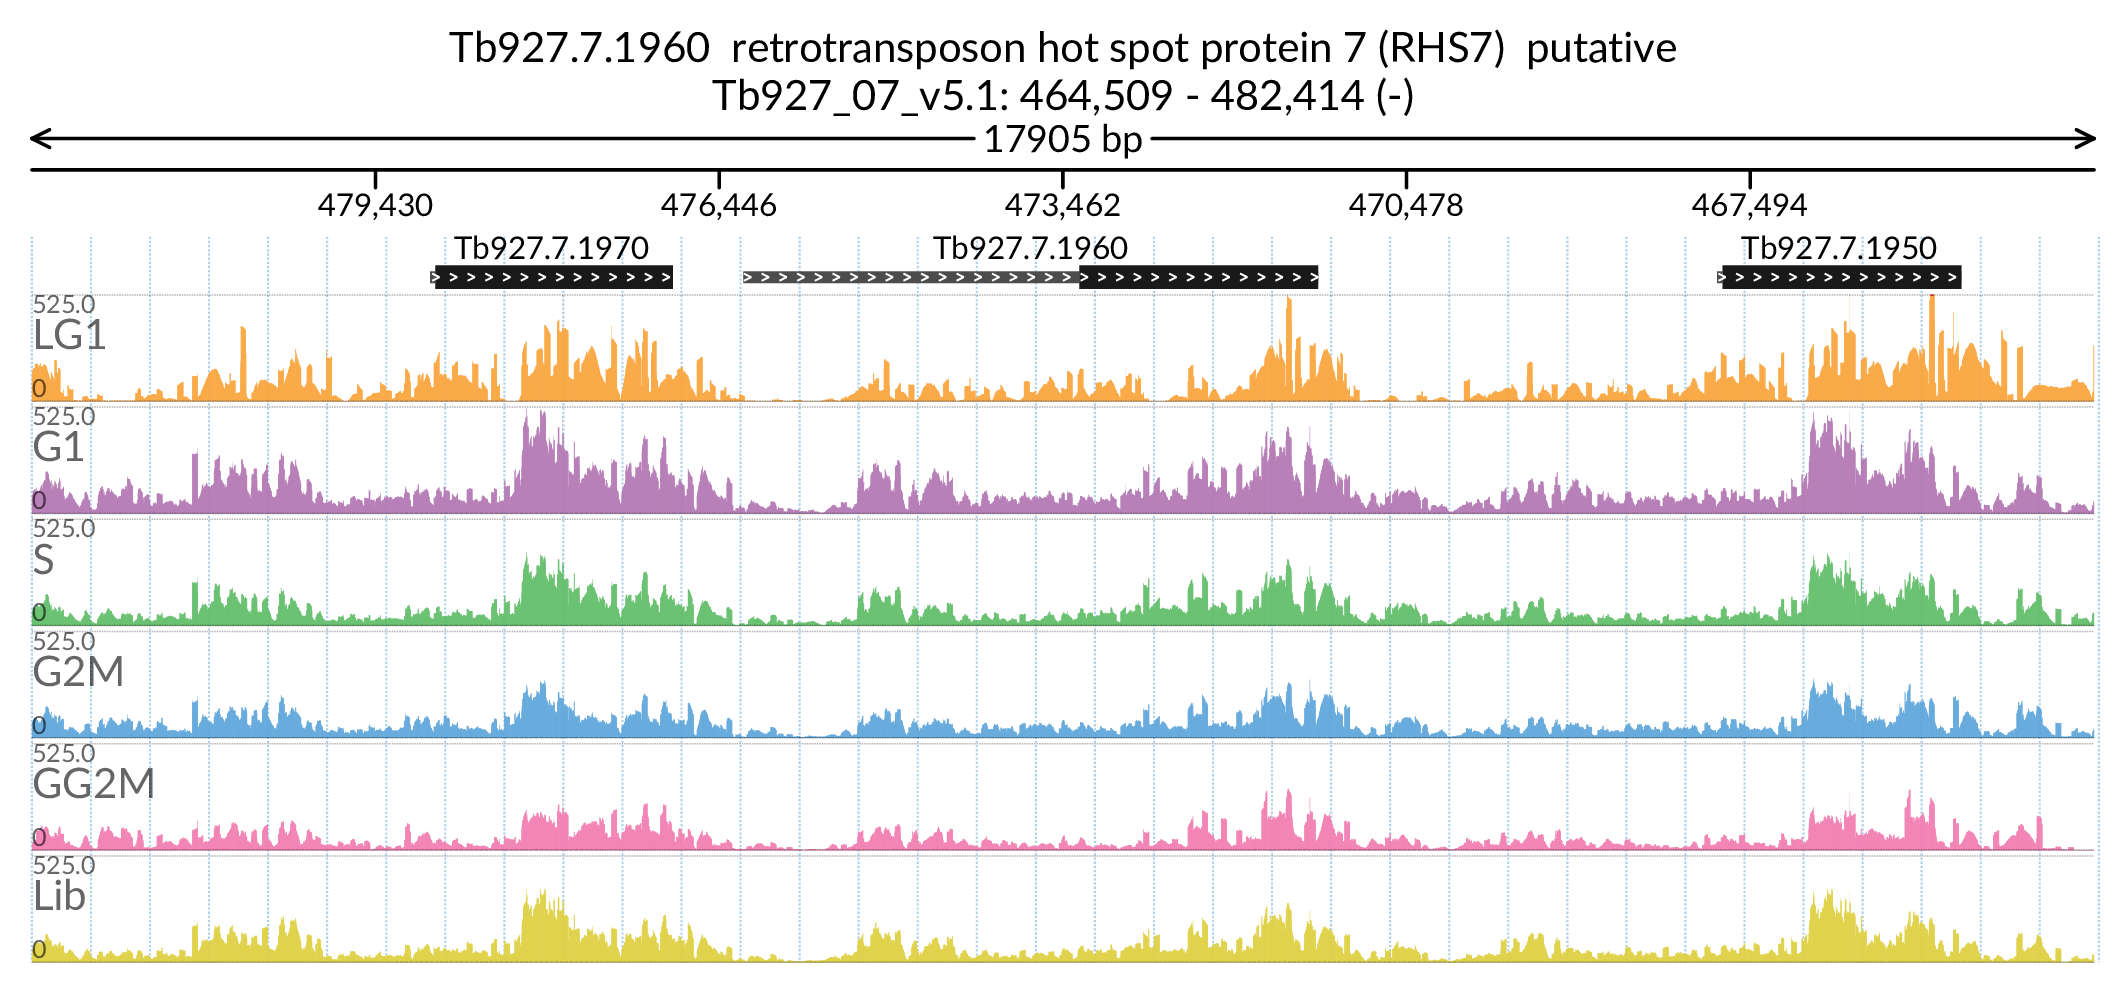 Tb927.7.1960 retrotransposon hot spot protein 7 (RHS7) putative
Tb927_07_v5.1: 464,509 - 482,414 (-)
17905 bp
479,430 476,446 473,462 470,478 467,494
Tb927.7.1970 Tb927.7.1960 Tb927.7.1950
525.0
LG1
0
525.0
G1
0
525.0
S
0
525.0
G2M
0
525.0
GG2M
0
525.0
Lib
0